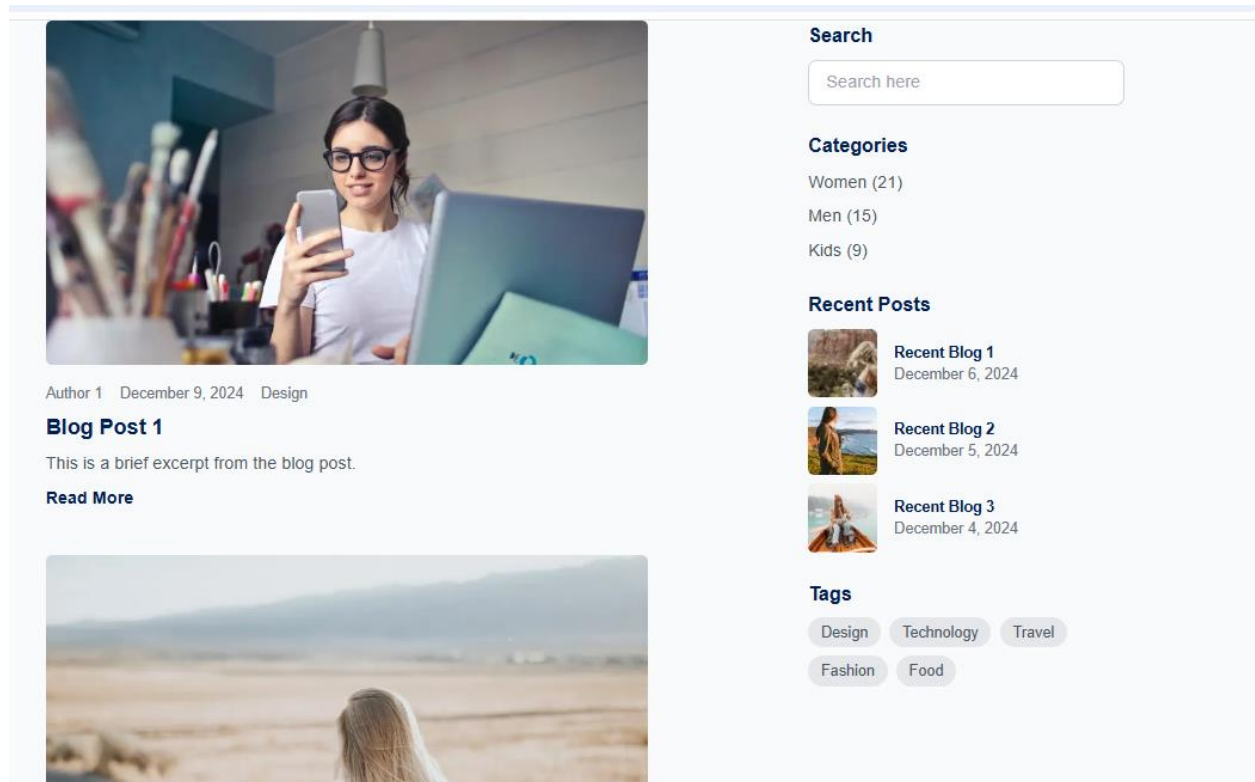 Author 1 December 9, 2024 Design
Blog Post 1
This is a brief excerpt from the blog post.
Read More
Search
Search here
Categories
Women (21)
Men (15)
Kids (9)
Recent Posts
Recent Blog 1
December 6, 2024
Recent Blog 2
December 5, 2024
Recent Blog 3
December 4, 2024
Tags
Design Technology Travel
Fashion Food